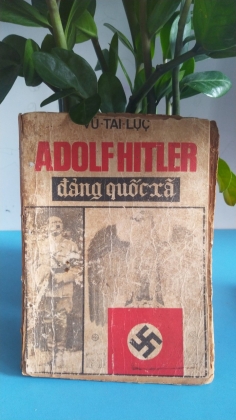 VŨ·TÀI·LỤC
ADOLF HITLER
đảng quốc xã